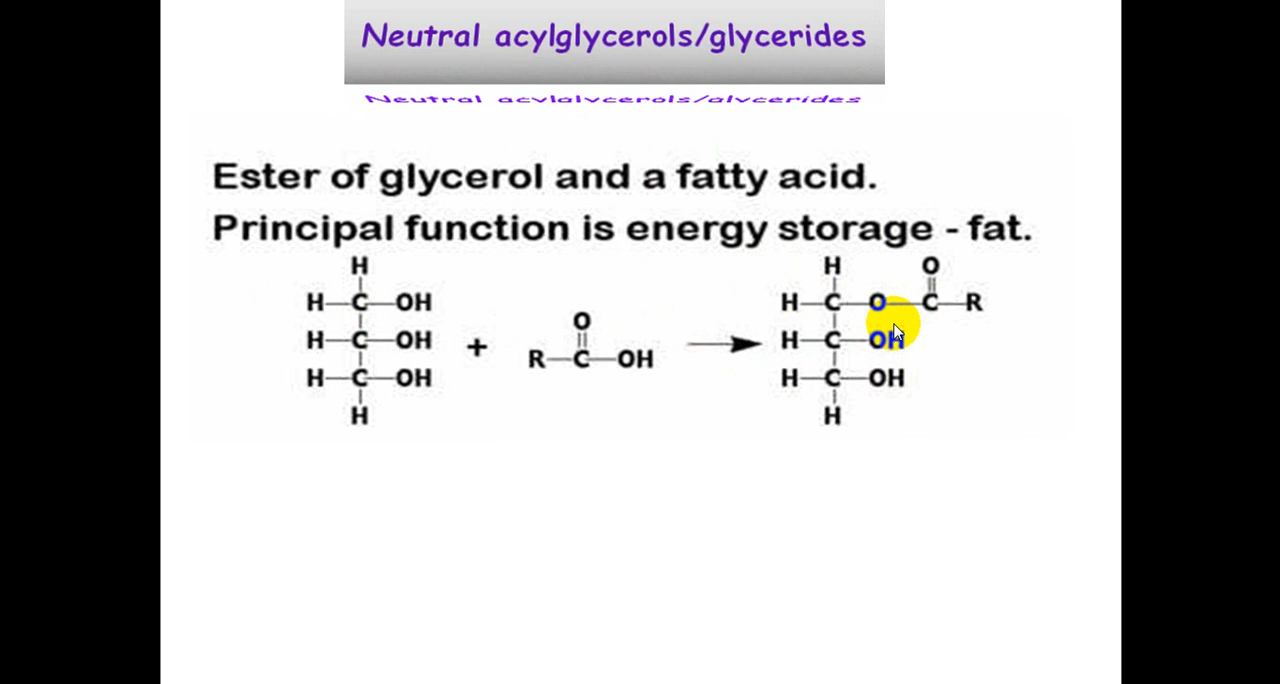 Neutral acylglycerols/glycerides
Neutral acylglycerols/glycerides
Ester of glycerol and a fatty acid.
Principal function is energy storage - fat.
H H O
H—C—OH H—C—O—C—R
O
H—C—OH + H—C—OH
R—C—OH
H—C—OH H—C—OH
H H